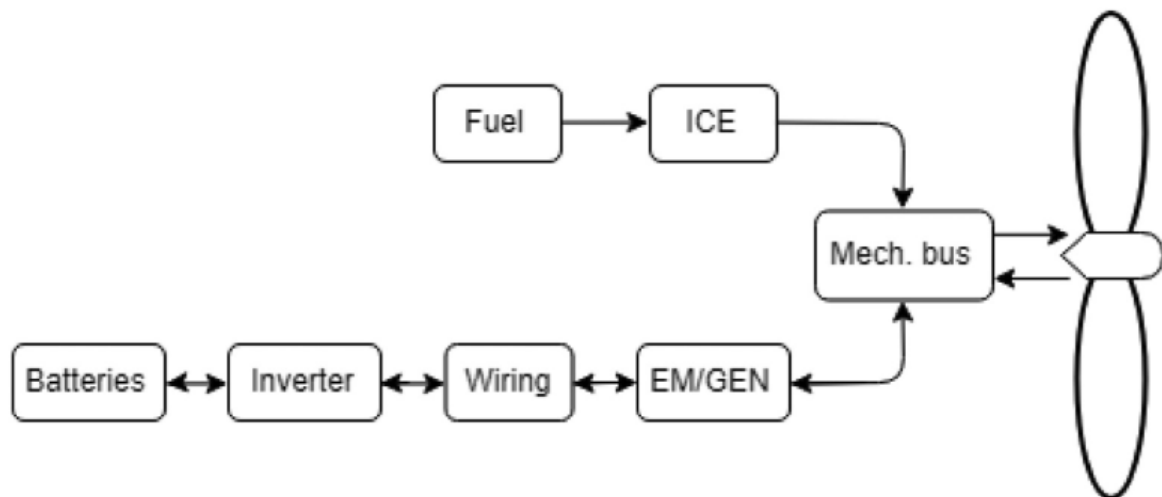 Fuel
ICE
Mech. bus
Batteries
Inverter
Wiring
EM/GEN